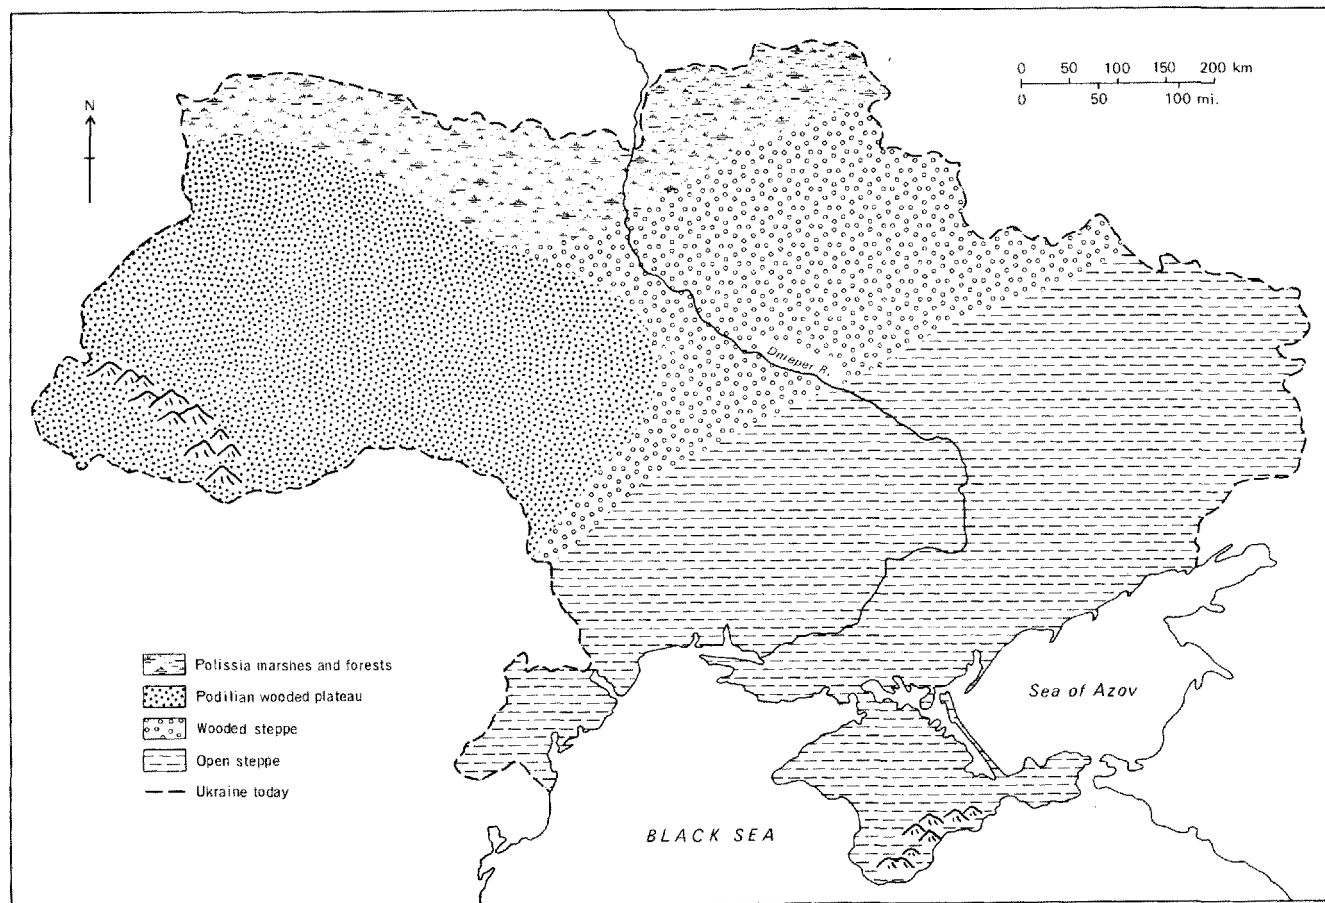 0 50 100 150 200 km
0 50 100 mi.
N
Dnieper R.
Polissia marshes and forests
Podilian wooded plateau
Wooded steppe
Open steppe
Ukraine today
Sea of Azov
BLACK SEA